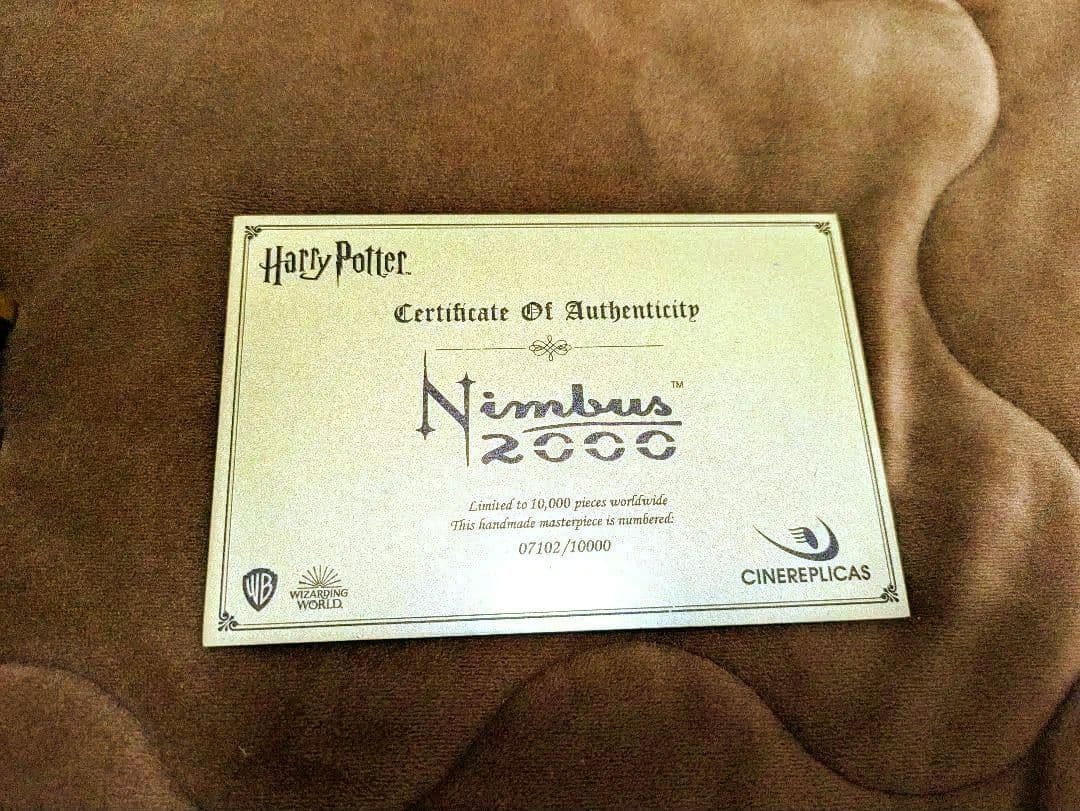 Harry Potter™
Certificate Of Authenticity
Nimbus™
2000
Limited to 10,000 pieces worldwide
This handmade masterpiece is numbered:
07102/10000
WB
WIZARDING
WORLD
CINEREPLICAS